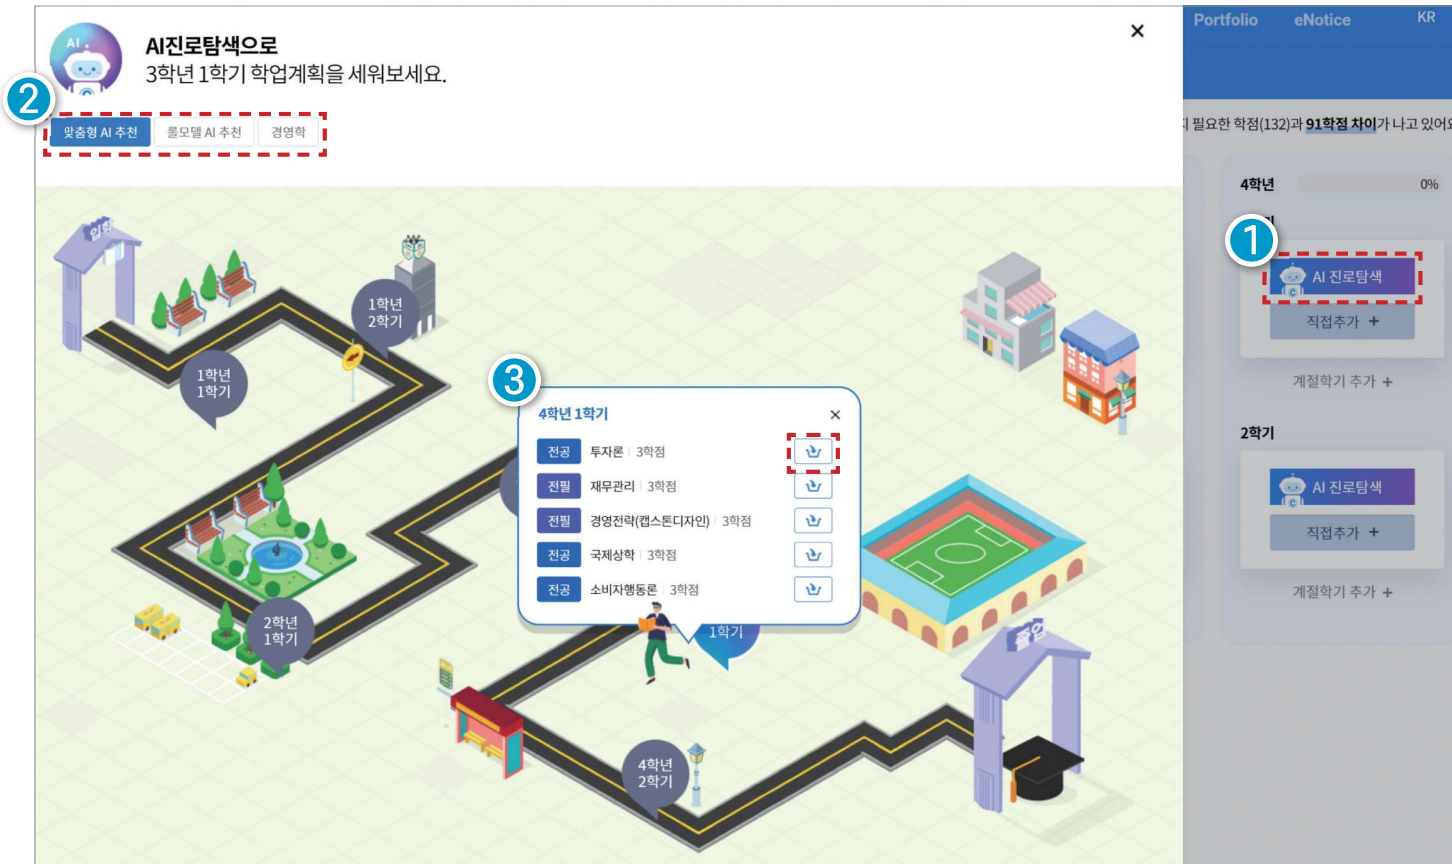 AI
AI진로탐색으로
3학년 1학기 학업계획을 세워보세요.
×
2
맞춤형 AI 추천
롤모델 AI 추천
경영학
입학
1학년
2학기
1학년
1학기
2학년
1학기
3
4학년 1학기
×
전공 투자론 3학점
전필 재무관리 3학점
전필 경영전략(캡스톤디자인) 3학점
전공 국제상학 3학점
전공 소비자행동론 3학점
1학기
졸업
4학년
2학기
Portfolio eNotice KR
필요한 학점(132)과 91학점 차이가 나고 있어
4학년 0%
1
AI 진로탐색
직접추가 +
계절학기 추가 +
2학기
AI 진로탐색
직접추가 +
계절학기 추가 +